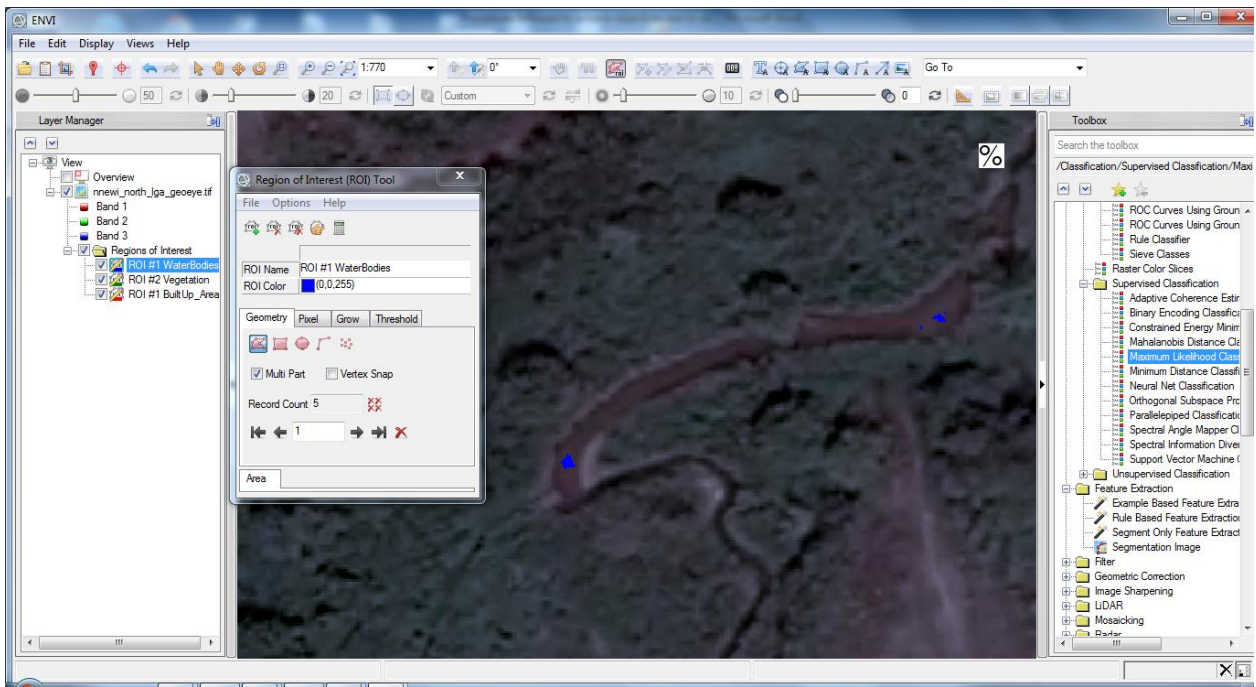 ENVI
File Edit Display Views Help
1:770 0° Go To
50 20 Custom 10 0
Layer Manager
View
Overview
nnewi_north_lga_geoeye.tif
Band 1
Band 2
Band 3
Regions of Interest
ROI #1 WaterBodies
ROI #2 Vegetation
ROI #1 BuiltUp_Area
Region of Interest (ROI) Tool
File Options Help
ROI Name ROI #1 WaterBodies
ROI Color (0,0,255)
Geometry Pixel Grow Threshold
Multi Part Vertex Snap
Record Count 5
1
Area
%
Toolbox
Search the toolbox
/Classification/Supervised Classification/Maxi
ROC Curves Using Groun
ROC Curves Using Groun
Rule Classifier
Sieve Classes
Raster Color Slices
Supervised Classification
Adaptive Coherence Estir
Binary Encoding Classifica
Constrained Energy Minim
Mahalanobis Distance Cla
Maximum Likelihood Class
Minimum Distance Classifi
Neural Net Classification
Orthogonal Subspace Pro
Parallelepiped Classificatio
Spectral Angle Mapper Cl
Spectral Information Diver
Support Vector Machine C
Unsupervised Classification
Feature Extraction
Example Based Feature Extra
Rule Based Feature Extraction
Segment Only Feature Extract
Segmentation Image
Filter
Geometric Correction
Image Sharpening
LiDAR
Mosaicking
Radar